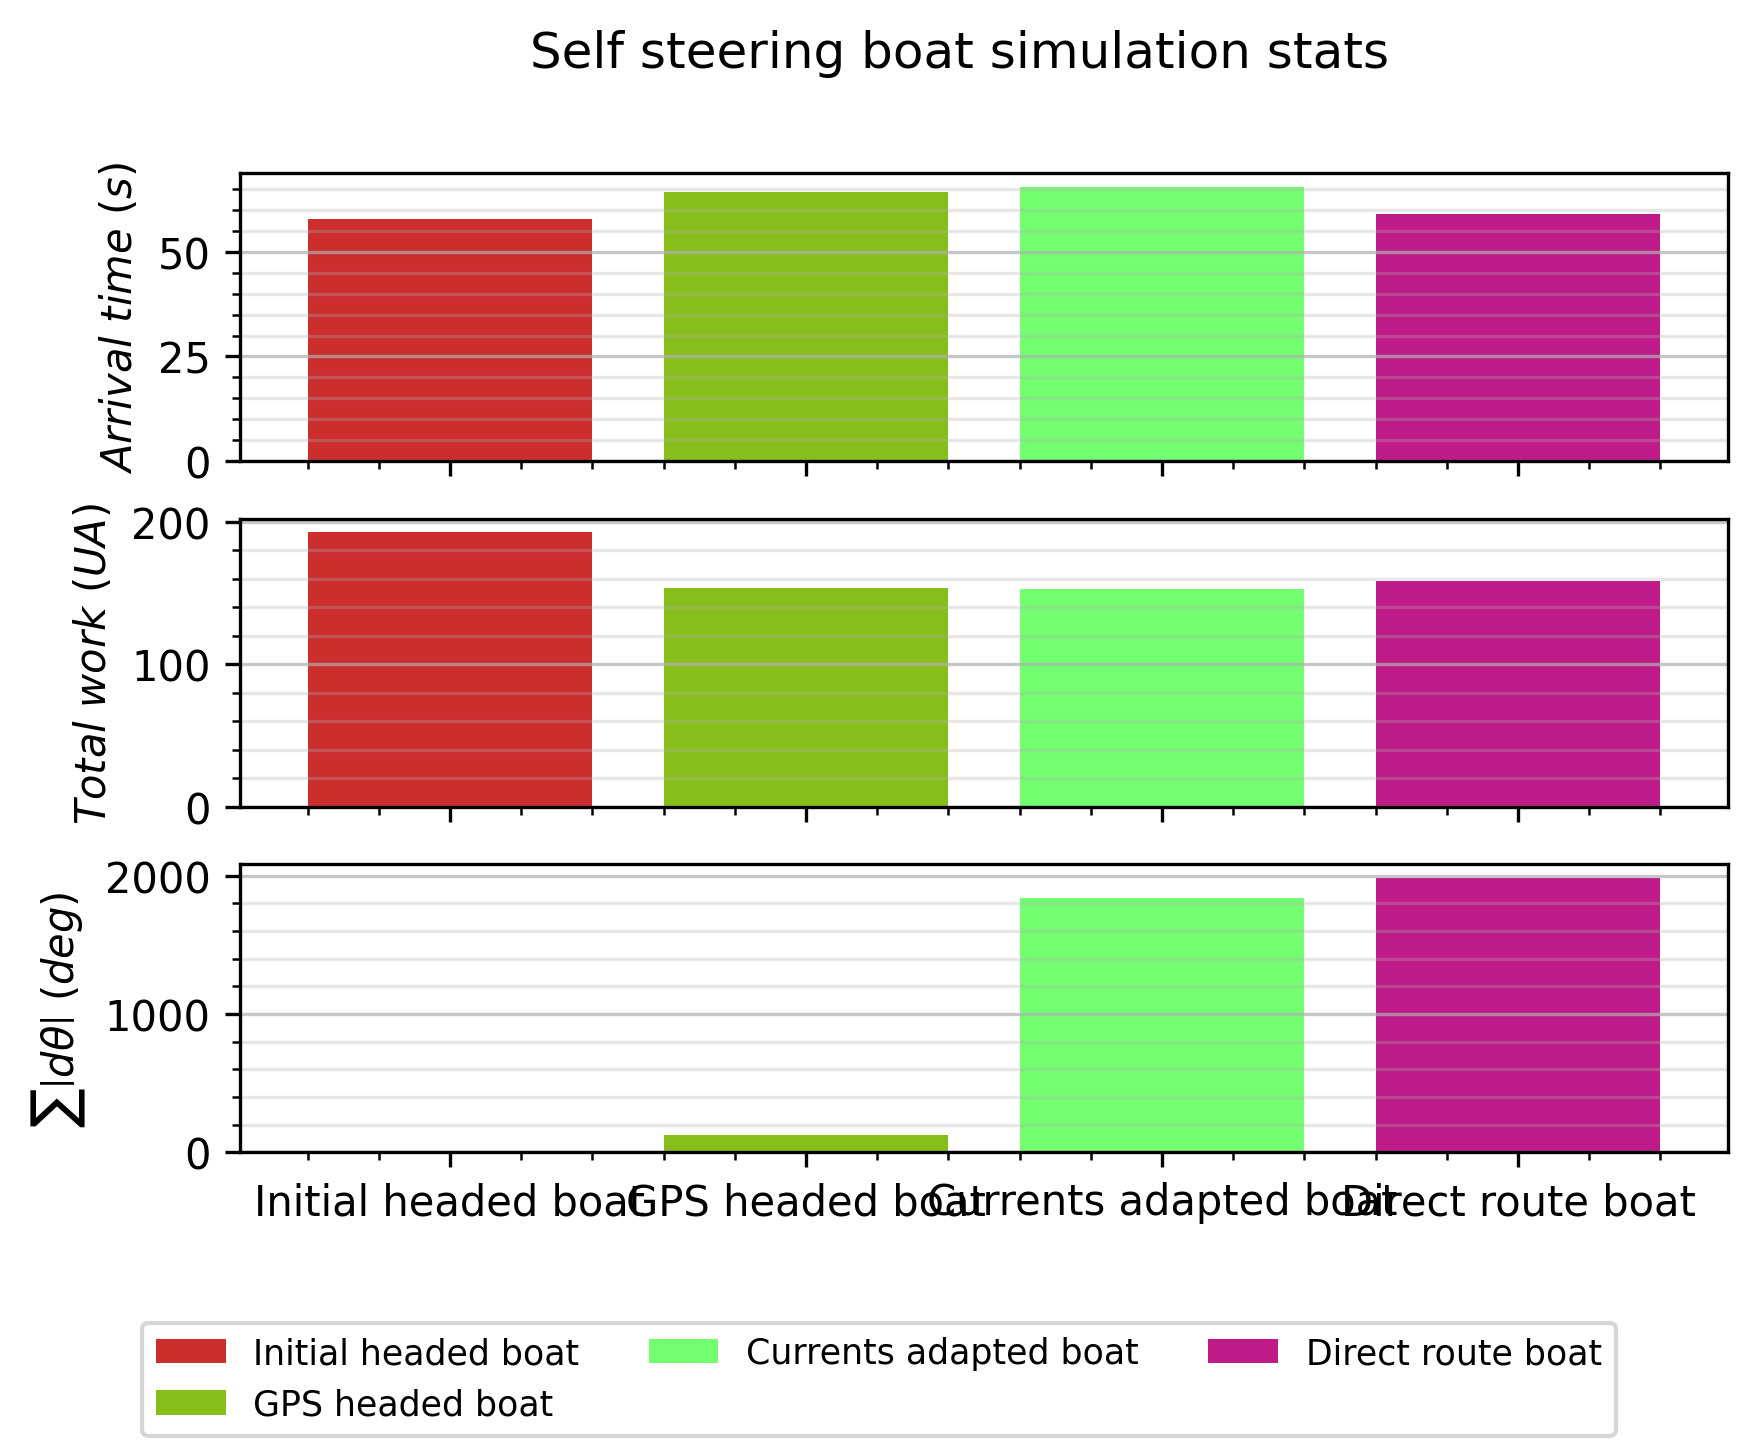 Self steering boat simulation stats
Arrival time (s)
50
25
0
Total work (UA)
200
100
0
∑|dθ| (deg)
2000
1000
0
Initial headed boat GPS headed boat Currents adapted boat Direct route boat
Initial headed boat Currents adapted boat Direct route boat
GPS headed boat